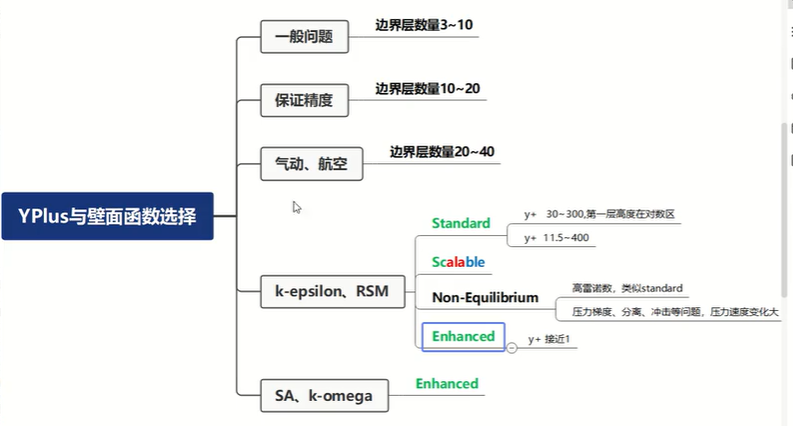 YPlus与壁面函数选择
一般问题
边界层数量3~10
保证精度
边界层数量10~20
气动、航空
边界层数量20~40
k-epsilon、RSM
Standard
y+ 30~300,第一层高度在对数区
y+ 11.5~400
Scalable
Non-Equilibrium
高雷诺数，类似standard
压力梯度、分离、冲击等问题，压力速度变化大
Enhanced
y+ 接近1
SA、k-omega
Enhanced